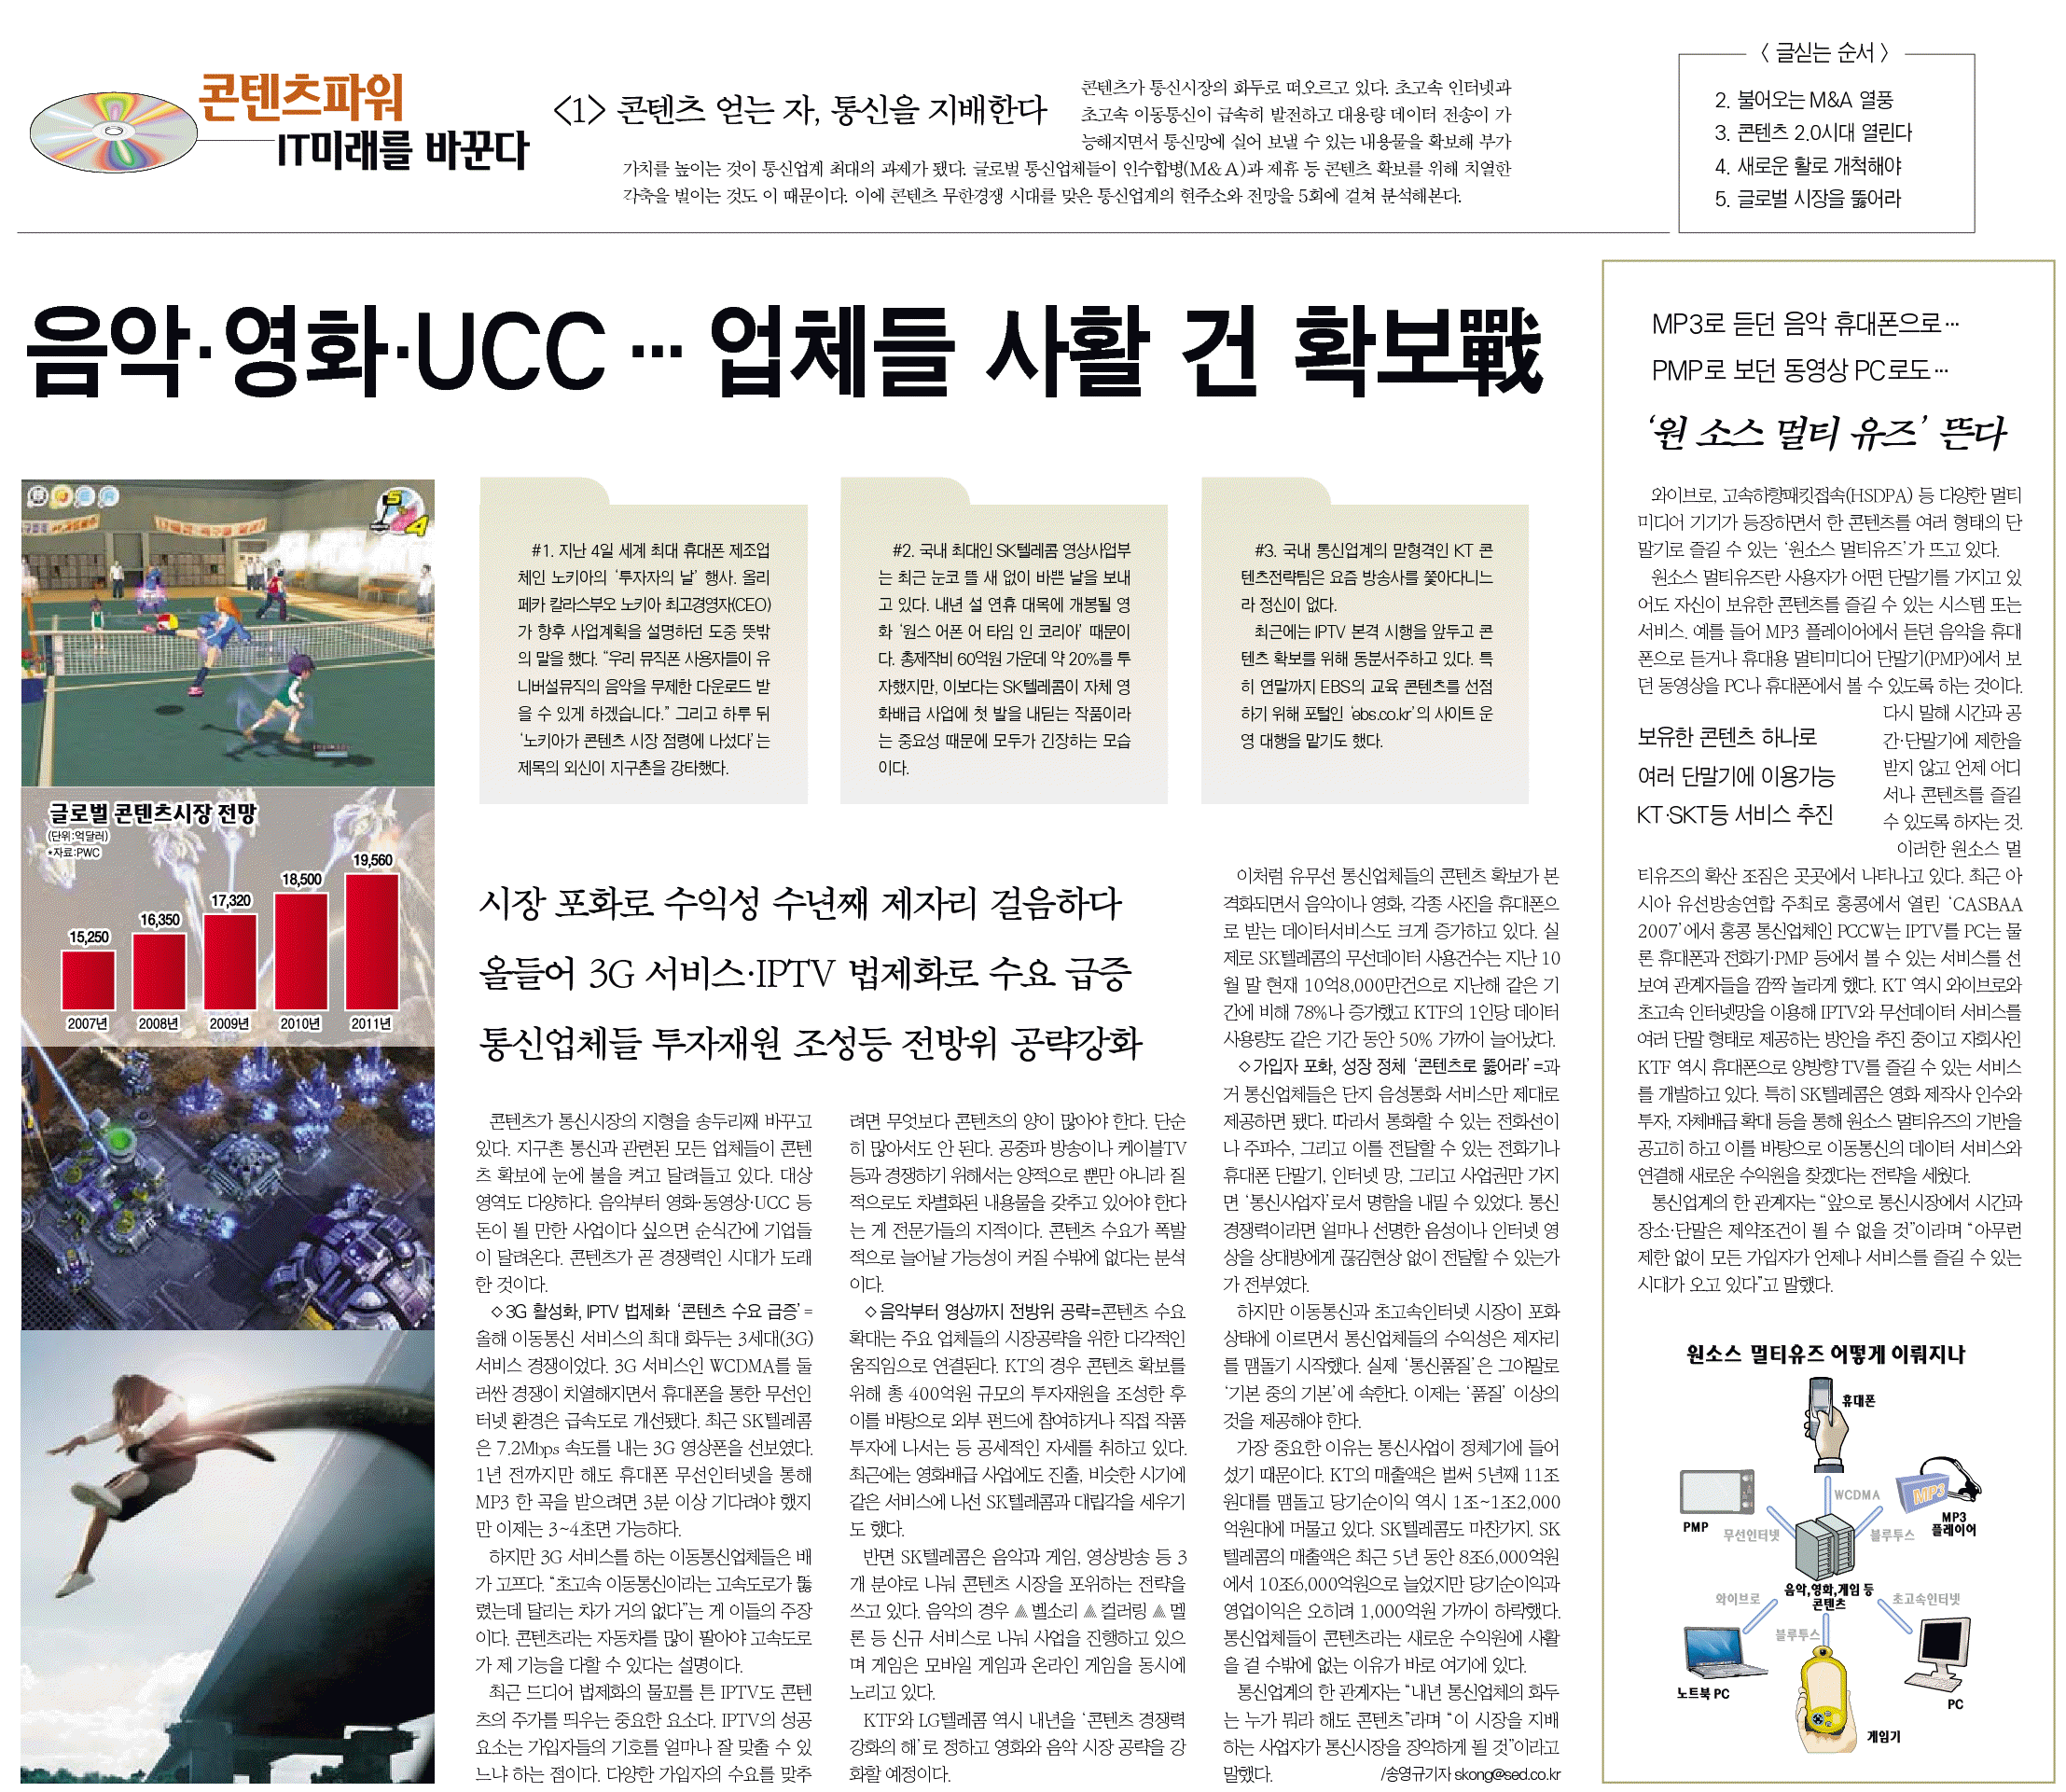 콘텐츠파워
IT미래를 바꾼다
<1> 콘텐츠 얻는 자, 통신을 지배한다
콘텐츠가 통신시장의 화두로 떠오르고 있다. 초고속 인터넷과
초고속 이동통신이 급속히 발전하고 대용량 데이터 전송이 가
능해지면서 통신망에 실어 보낼 수 있는 내용물을 확보해 부가
가치를 높이는 것이 통신업계 최대의 과제가 됐다. 글로벌 통신업체들이 인수합병(M&A)과 제휴 등 콘텐츠 확보를 위해 치열한
각축을 벌이는 것도 이 때문이다. 이에 콘텐츠 무한경쟁 시대를 맞은 통신업계의 현주소와 전망을 5회에 걸쳐 분석해본다.
< 글싣는 순서 >
2. 불어오는 M&A 열풍
3. 콘텐츠 2.0시대 열린다
4. 새로운 활로 개척해야
5. 글로벌 시장을 뚫어라
음악·영화·UCC … 업체들 사활 건 확보戰
#1. 지난 4일 세계 최대 휴대폰 제조업
체인 노키아의 ‘투자자의 날’ 행사. 올리
페카 칼라스부오 노키아 최고경영자(CEO)
가 향후 사업계획을 설명하던 도중 뜻밖
의 말을 했다. “우리 뮤직폰 사용자들이 유
니버설뮤직의 음악을 무제한 다운로드 받
을 수 있게 하겠습니다.” 그리고 하루 뒤
‘노키아가 콘텐츠 시장 점령에 나섰다’는
제목의 외신이 지구촌을 강타했다.
#2. 국내 최대인 SK텔레콤 영상사업부
는 최근 눈코 뜰 새 없이 바쁜 날을 보내
고 있다. 내년 설 연휴 대목에 개봉될 영
화 ‘원스 어폰 어 타임 인 코리아’ 때문이
다. 총제작비 60억원 가운데 약 20%를 투
자했지만, 이보다는 SK텔레콤이 자체 영
화배급 사업에 첫 발을 내딛는 작품이라
는 중요성 때문에 모두가 긴장하는 모습
이다.
#3. 국내 통신업계의 맏형격인 KT 콘
텐츠전략팀은 요즘 방송사를 쫓아다니느
라 정신이 없다.
최근에는 IPTV 본격 시행을 앞두고 콘
텐츠 확보를 위해 동분서주하고 있다. 특
히 연말까지 EBS의 교육 콘텐츠를 선점
하기 위해 포털인 ‘ebs.co.kr’의 사이트 운
영 대행을 맡기도 했다.
글로벌 콘텐츠시장 전망
(단위:억달러)
*자료:PWC
15,250
16,350
17,320
18,500
19,560
2007년
2008년
2009년
2010년
2011년
시장 포화로 수익성 수년째 제자리 걸음하다
올들어 3G 서비스·IPTV 법제화로 수요 급증
통신업체들 투자재원 조성등 전방위 공략강화
콘텐츠가 통신시장의 지형을 송두리째 바꾸고
있다. 지구촌 통신과 관련된 모든 업체들이 콘텐
츠 확보에 눈에 불을 켜고 달려들고 있다. 대상
영역도 다양하다. 음악부터 영화·동영상·UCC 등
돈이 될 만한 사업이다 싶으면 순식간에 기업들
이 달려온다. 콘텐츠가 곧 경쟁력인 시대가 도래
한 것이다.
◇3G 활성화, IPTV 법제화 ‘콘텐츠 수요 급증’=
올해 이동통신 서비스의 최대 화두는 3세대(3G)
서비스 경쟁이었다. 3G 서비스인 WCDMA를 둘
러싼 경쟁이 치열해지면서 휴대폰을 통한 무선인
터넷 환경은 급속도로 개선됐다. 최근 SK텔레콤
은 7.2Mbps 속도를 내는 3G 영상폰을 선보였다.
1년 전까지만 해도 휴대폰 무선인터넷을 통해
MP3 한 곡을 받으려면 3분 이상 기다려야 했지
만 이제는 3~4초면 가능하다.
하지만 3G 서비스를 하는 이동통신업체들은 배
가 고프다. “초고속 이동통신이라는 고속도로가 뚫
렸는데 달리는 차가 거의 없다”는 게 이들의 주장
이다. 콘텐츠라는 자동차를 많이 팔아야 고속도로
가 제 기능을 다할 수 있다는 설명이다.
최근 드디어 법제화의 물꼬를 튼 IPTV도 콘텐
츠의 주가를 띄우는 중요한 요소다. IPTV의 성공
요소는 가입자들의 기호를 얼마나 잘 맞출 수 있
느냐 하는 점이다. 다양한 가입자의 수요를 맞추
려면 무엇보다 콘텐츠의 양이 많아야 한다. 단순
히 많아서도 안 된다. 공중파 방송이나 케이블TV
등과 경쟁하기 위해서는 양적으로 뿐만 아니라 질
적으로도 차별화된 내용물을 갖추고 있어야 한다
는 게 전문가들의 지적이다. 콘텐츠 수요가 폭발
적으로 늘어날 가능성이 커질 수밖에 없다는 분석
이다.
◇음악부터 영상까지 전방위 공략=콘텐츠 수요
확대는 주요 업체들의 시장공략을 위한 다각적인
움직임으로 연결된다. KT의 경우 콘텐츠 확보를
위해 총 400억원 규모의 투자재원을 조성한 후
이를 바탕으로 외부 펀드에 참여하거나 직접 작품
투자에 나서는 등 공세적인 자세를 취하고 있다.
최근에는 영화배급 사업에도 진출, 비슷한 시기에
같은 서비스에 나선 SK텔레콤과 대립각을 세우기
도 했다.
반면 SK텔레콤은 음악과 게임, 영상방송 등 3
개 분야로 나눠 콘텐츠 시장을 포위하는 전략을
쓰고 있다. 음악의 경우 ▲벨소리 ▲컬러링 ▲멜
론 등 신규 서비스로 나눠 사업을 진행하고 있으
며 게임은 모바일 게임과 온라인 게임을 동시에
노리고 있다.
KTF와 LG텔레콤 역시 내년을 ‘콘텐츠 경쟁력
강화의 해’로 정하고 영화와 음악 시장 공략을 강
화할 예정이다.
이처럼 유무선 통신업체들의 콘텐츠 확보가 본
격화되면서 음악이나 영화, 각종 사진을 휴대폰으
로 받는 데이터서비스도 크게 증가하고 있다. 실
제로 SK텔레콤의 무선데이터 사용건수는 지난 10
월 말 현재 10억8,000만건으로 지난해 같은 기
간에 비해 78%나 증가했고 KTF의 1인당 데이터
사용량도 같은 기간 동안 50% 가까이 늘어났다.
◇가입자 포화, 성장 정체 ‘콘텐츠로 뚫어라’=과
거 통신업체들은 단지 음성통화 서비스만 제대로
제공하면 됐다. 따라서 통화할 수 있는 전화선이
나 주파수, 그리고 이를 전달할 수 있는 전화기나
휴대폰 단말기, 인터넷 망, 그리고 사업권만 가지
면 ‘통신사업자’로서 명함을 내밀 수 있었다. 통신
경쟁력이라면 얼마나 선명한 음성이나 인터넷 영
상을 상대방에게 끊김현상 없이 전달할 수 있는가
가 전부였다.
하지만 이동통신과 초고속인터넷 시장이 포화
상태에 이르면서 통신업체들의 수익성은 제자리
를 맴돌기 시작했다. 실제 ‘통신품질’은 그야말로
‘기본 중의 기본’에 속한다. 이제는 ‘품질’ 이상의
것을 제공해야 한다.
가장 중요한 이유는 통신사업이 정체기에 들어
섰기 때문이다. KT의 매출액은 벌써 5년째 11조
원대를 맴돌고 당기순이익 역시 1조~1조2,000
억원대에 머물고 있다. SK텔레콤도 마찬가지. SK
텔레콤의 매출액은 최근 5년 동안 8조6,000억원
에서 10조6,000억원으로 늘었지만 당기순이익과
영업이익은 오히려 1,000억원 가까이 하락했다.
통신업체들이 콘텐츠라는 새로운 수익원에 사활
을 걸 수밖에 없는 이유가 바로 여기에 있다.
통신업계의 한 관계자는 “내년 통신업체의 화두
는 누가 뭐라 해도 콘텐츠”라며 “이 시장을 지배
하는 사업자가 통신시장을 장악하게 될 것”이라고
말했다. /송영규기자 skong@sed.co.kr
MP3로 듣던 음악 휴대폰으로…
PMP로 보던 동영상 PC로도…
‘원 소스 멀티 유즈’ 뜬다
와이브로, 고속하향패킷접속(HSDPA) 등 다양한 멀티
미디어 기기가 등장하면서 한 콘텐츠를 여러 형태의 단
말기로 즐길 수 있는 ‘원소스 멀티유즈’가 뜨고 있다.
원소스 멀티유즈란 사용자가 어떤 단말기를 가지고 있
어도 자신이 보유한 콘텐츠를 즐길 수 있는 시스템 또는
서비스. 예를 들어 MP3 플레이어에서 듣던 음악을 휴대
폰으로 듣거나 휴대용 멀티미디어 단말기(PMP)에서 보
던 동영상을 PC나 휴대폰에서 볼 수 있도록 하는 것이다.
다시 말해 시간과 공
간·단말기에 제한을
받지 않고 언제 어디
서나 콘텐츠를 즐길
수 있도록 하자는 것.
이러한 원소스 멀
보유한 콘텐츠 하나로
여러 단말기에 이용가능
KT·SKT등 서비스 추진
티유즈의 확산 조짐은 곳곳에서 나타나고 있다. 최근 아
시아 유선방송연합 주최로 홍콩에서 열린 ‘CASBAA
2007’에서 홍콩 통신업체인 PCCW는 IPTV를 PC는 물
론 휴대폰과 전화기·PMP 등에서 볼 수 있는 서비스를 선
보여 관계자들을 깜짝 놀라게 했다. KT 역시 와이브로와
초고속 인터넷망을 이용해 IPTV와 무선데이터 서비스를
여러 단말 형태로 제공하는 방안을 추진 중이고 자회사인
KTF 역시 휴대폰으로 양방향 TV를 즐길 수 있는 서비스
를 개발하고 있다. 특히 SK텔레콤은 영화 제작사 인수와
투자, 자체배급 확대 등을 통해 원소스 멀티유즈의 기반을
공고히 하고 이를 바탕으로 이동통신의 데이터 서비스와
연결해 새로운 수익원을 찾겠다는 전략을 세웠다.
통신업계의 한 관계자는 “앞으로 통신시장에서 시간과
장소·단말은 제약조건이 될 수 없을 것”이라며 “아무런
제한 없이 모든 가입자가 언제나 서비스를 즐길 수 있는
시대가 오고 있다”고 말했다.
원소스 멀티유즈 어떻게 이뤄지나
휴대폰
WCDMA
MP3
MP3
플레이어
PMP
무선인터넷
블루투스
음악,영화,게임 등
콘텐츠
와이브로
초고속인터넷
블루투스
노트북 PC
PC
게임기